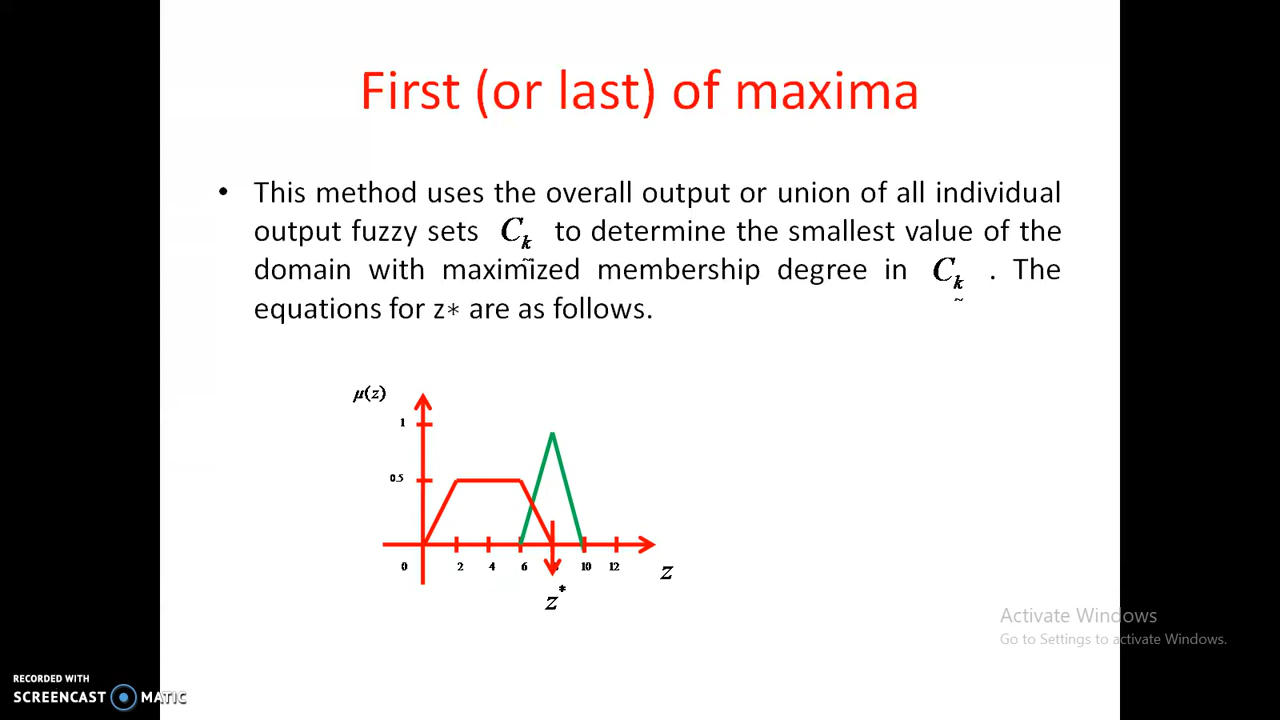 First (or last) of maxima
• This method uses the overall output or union of all individual
output fuzzy sets C̰k to determine the smallest value of the
domain with maximized membership degree in C̰k . The
equations for z∗ are as follows.
μ(z)
1
0.5
0 2 4 6 10 12
z
z*
Activate Windows
Go to Settings to activate Windows.
RECORDED WITH
SCREENCAST MATIC